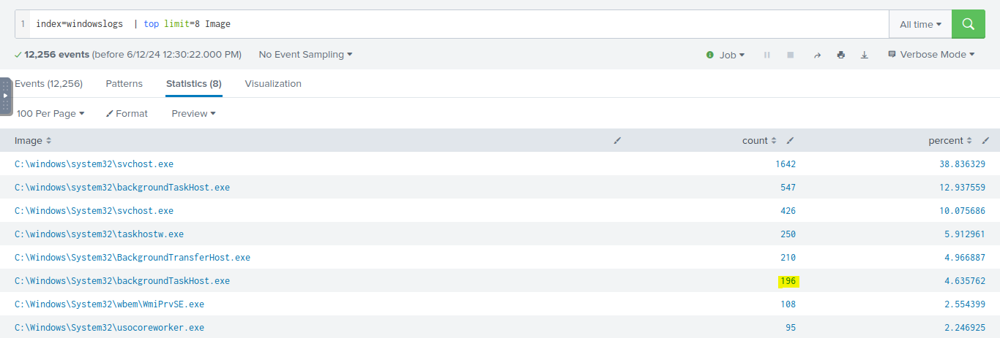 1 index=windowslogs | top limit=8 Image All time
12,256 events (before 6/12/24 12:30:22.000 PM) No Event Sampling Job Verbose Mode
Events (12,256) Patterns Statistics (8) Visualization
100 Per Page Format Preview
Image count percent
C:\windows\system32\svchost.exe 1642 38.836329
C:\windows\system32\backgroundTaskHost.exe 547 12.937559
C:\Windows\System32\svchost.exe 426 10.075686
C:\windows\system32\taskhostw.exe 250 5.912961
C:\Windows\System32\BackgroundTransferHost.exe 210 4.966887
C:\Windows\System32\backgroundTaskHost.exe 196 4.635762
C:\Windows\System32\wbem\WmiPrvSE.exe 108 2.554399
C:\Windows\System32\usocoreworker.exe 95 2.246925